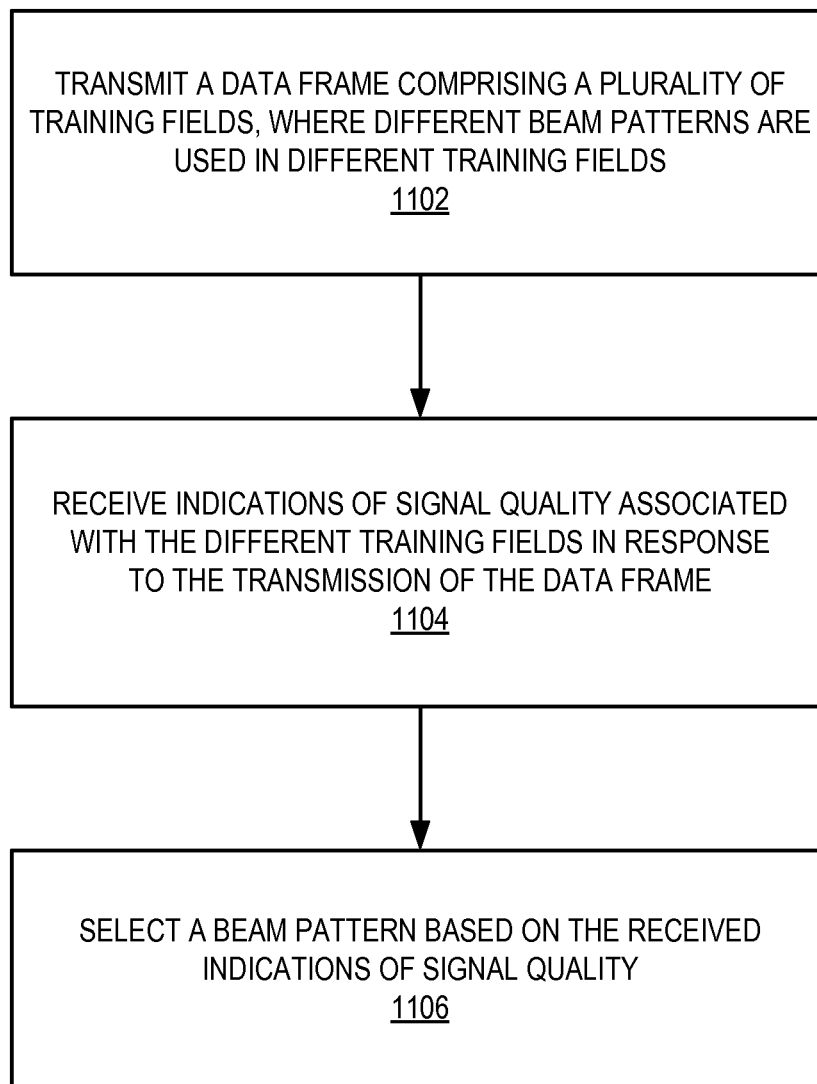 TRANSMIT A DATA FRAME COMPRISING A PLURALITY OF
TRAINING FIELDS, WHERE DIFFERENT BEAM PATTERNS ARE
USED IN DIFFERENT TRAINING FIELDS
1102
RECEIVE INDICATIONS OF SIGNAL QUALITY ASSOCIATED
WITH THE DIFFERENT TRAINING FIELDS IN RESPONSE
TO THE TRANSMISSION OF THE DATA FRAME
1104
SELECT A BEAM PATTERN BASED ON THE RECEIVED
INDICATIONS OF SIGNAL QUALITY
1106